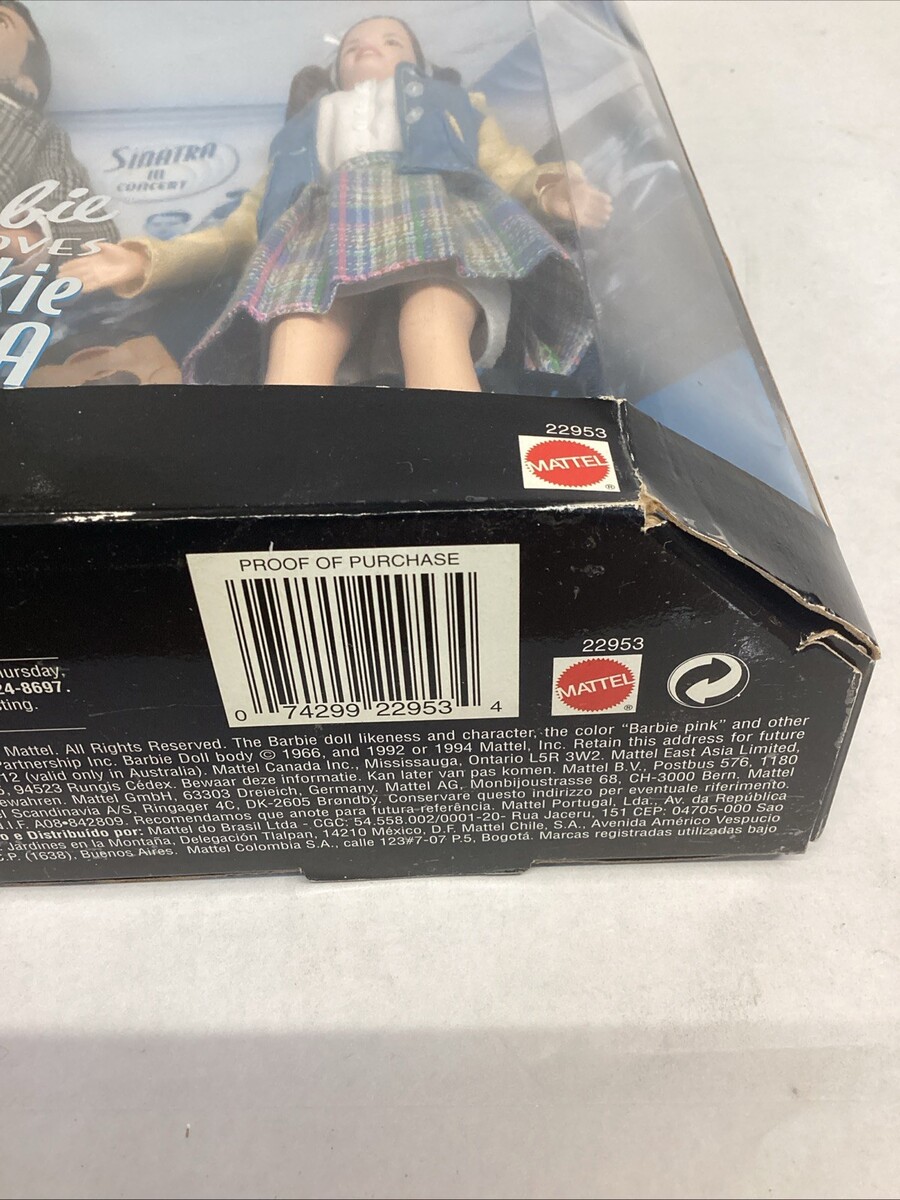 SINATRA
IN
CONCERT
bie
OVES
kie
A
22953
MATTEL
®
PROOF OF PURCHASE
0 74299 22953 4
22953
MATTEL
®
hursday,
24-8697.
sting.
Mattel. All Rights Reserved. The Barbie doll likeness and character, the color "Barbie pink" and other
Partnership Inc. Barbie Doll body © 1966, and 1992 or 1994 Mattel, Inc. Retain this address for future
12 (valid only in Australia). Mattel Canada Inc., Mississauga, Ontario L5R 3W2. Mattel East Asia Limited,
94523 Rungis Cédex. Bevaar deze informatie. Kan later van pas komen. Mattel B.V., Postbus 576, 1180
ewahren. Mattel GmbH, 63303 Dreieich, Germany. Mattel AG, Monbijoustrasse 68, CH-3000 Bern. Mattel
Scandinavia A/S, Ringager 4C, DK-2605 Brøndby. Conservare questo indirizzo per eventuale riferimento.
I.F. A08•842809. Recomendamos que anote para futura referência. Mattel Portugal, Lda., Av. da República
e Distribuido por: Mattel do Brasil Ltda - CGC: 54.558.002/0001-20- Rua Jaceru, 151 CEP: 04705-000 Sao
Jardines en la Montaña, Delegación Tlalpan, 14210 México, D.F. Mattel Chile, S.A., Avenida Américo Vespucio
C.P. (1638), Buenos Aires. Mattel Colombia S.A., calle 123#7-07 P.5, Bogotá. Marcas registradas utilizadas bajo